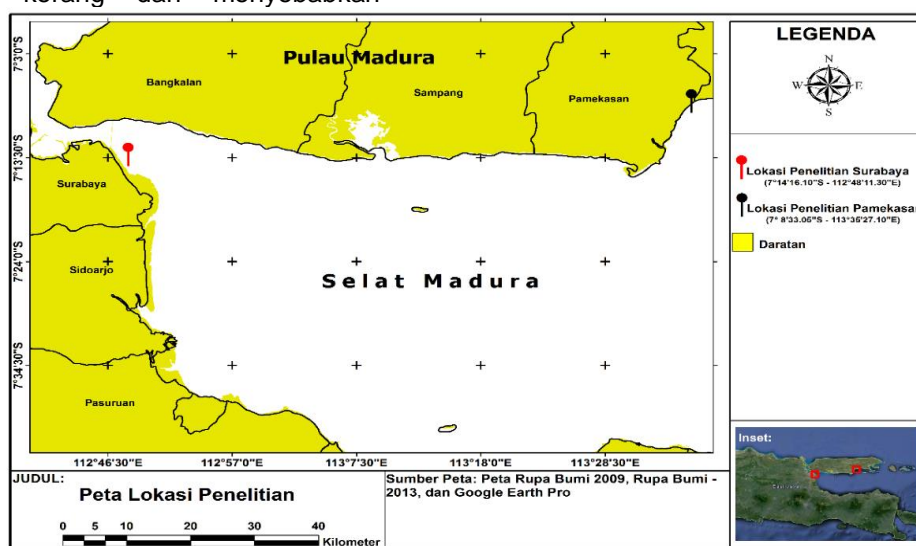 kerang dan menyebabkan
Pulau Madura
Bangkalan
Sampang
Pamekasan
Surabaya
Sidoarjo
Pasuruan
Selat Madura
7°3'0"S
7°13'30"S
7°24'0"S
7°34'30"S
112°46'30"E
112°57'0"E
113°7'30"E
113°18'0"E
113°28'30"E
LEGENDA
N
W
E
S
Lokasi Penelitian Surabaya
(7°14'16.10"S - 112°48'11.30"E)
Lokasi Penelitian Pamekasan
(7° 8'33.05"S - 113°35'27.10"E)
Daratan
JUDUL:
Peta Lokasi Penelitian
0 5 10 20 30 40
Kilometer
Sumber Peta: Peta Rupa Bumi 2009, Rupa Bumi -
2013, dan Google Earth Pro
Inset: